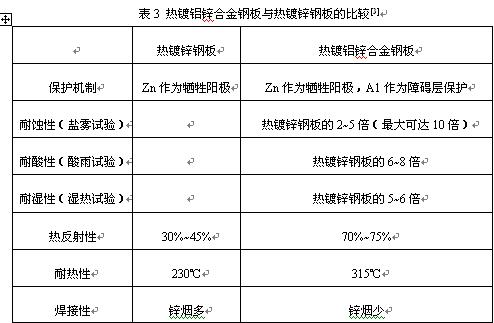 表 3 热镀铝锌合金钢板与热镀锌钢板的比较[3]
热镀锌钢板 热镀铝锌合金钢板
保护机制 Zn 作为牺牲阳极 Zn 作为牺牲阳极，A1 作为障碍层保护
耐蚀性（盐雾试验） 热镀锌钢板的 2~5 倍（最大可达 10 倍）
耐酸性（酸雨试验） 热镀锌钢板的 6~8 倍
耐湿性（湿热试验） 热镀锌钢板的 5~6 倍
热反射性 30%~45% 70%~75%
耐热性 230℃ 315℃
焊接性 锌烟多 锌烟少